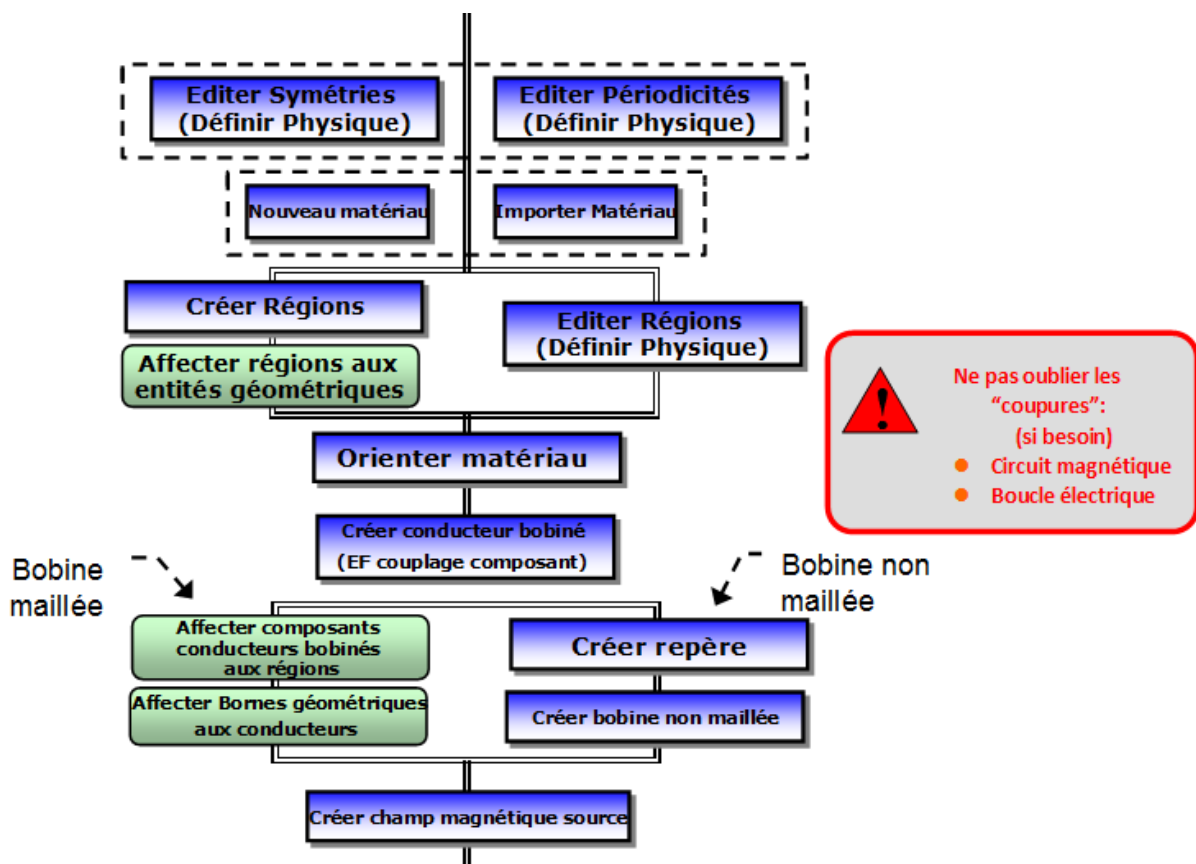 Editer Symétries
(Définir Physique)
Editer Périodicités
(Définir Physique)
Nouveau matériau
Importer Matériau
Créer Régions
Affecter régions aux
entités géométriques
Editer Régions
(Définir Physique)
Ne pas oublier les
“coupures”:
(si besoin)
Circuit magnétique
Boucle électrique
Orienter matériau
Créer conducteur bobiné
(EF couplage composant)
Bobine
maillée
Bobine non
maillée
Affecter composants
conducteurs bobinés
aux régions
Affecter Bornes géométriques
aux conducteurs
Créer repère
Créer bobine non maillée
Créer champ magnétique source